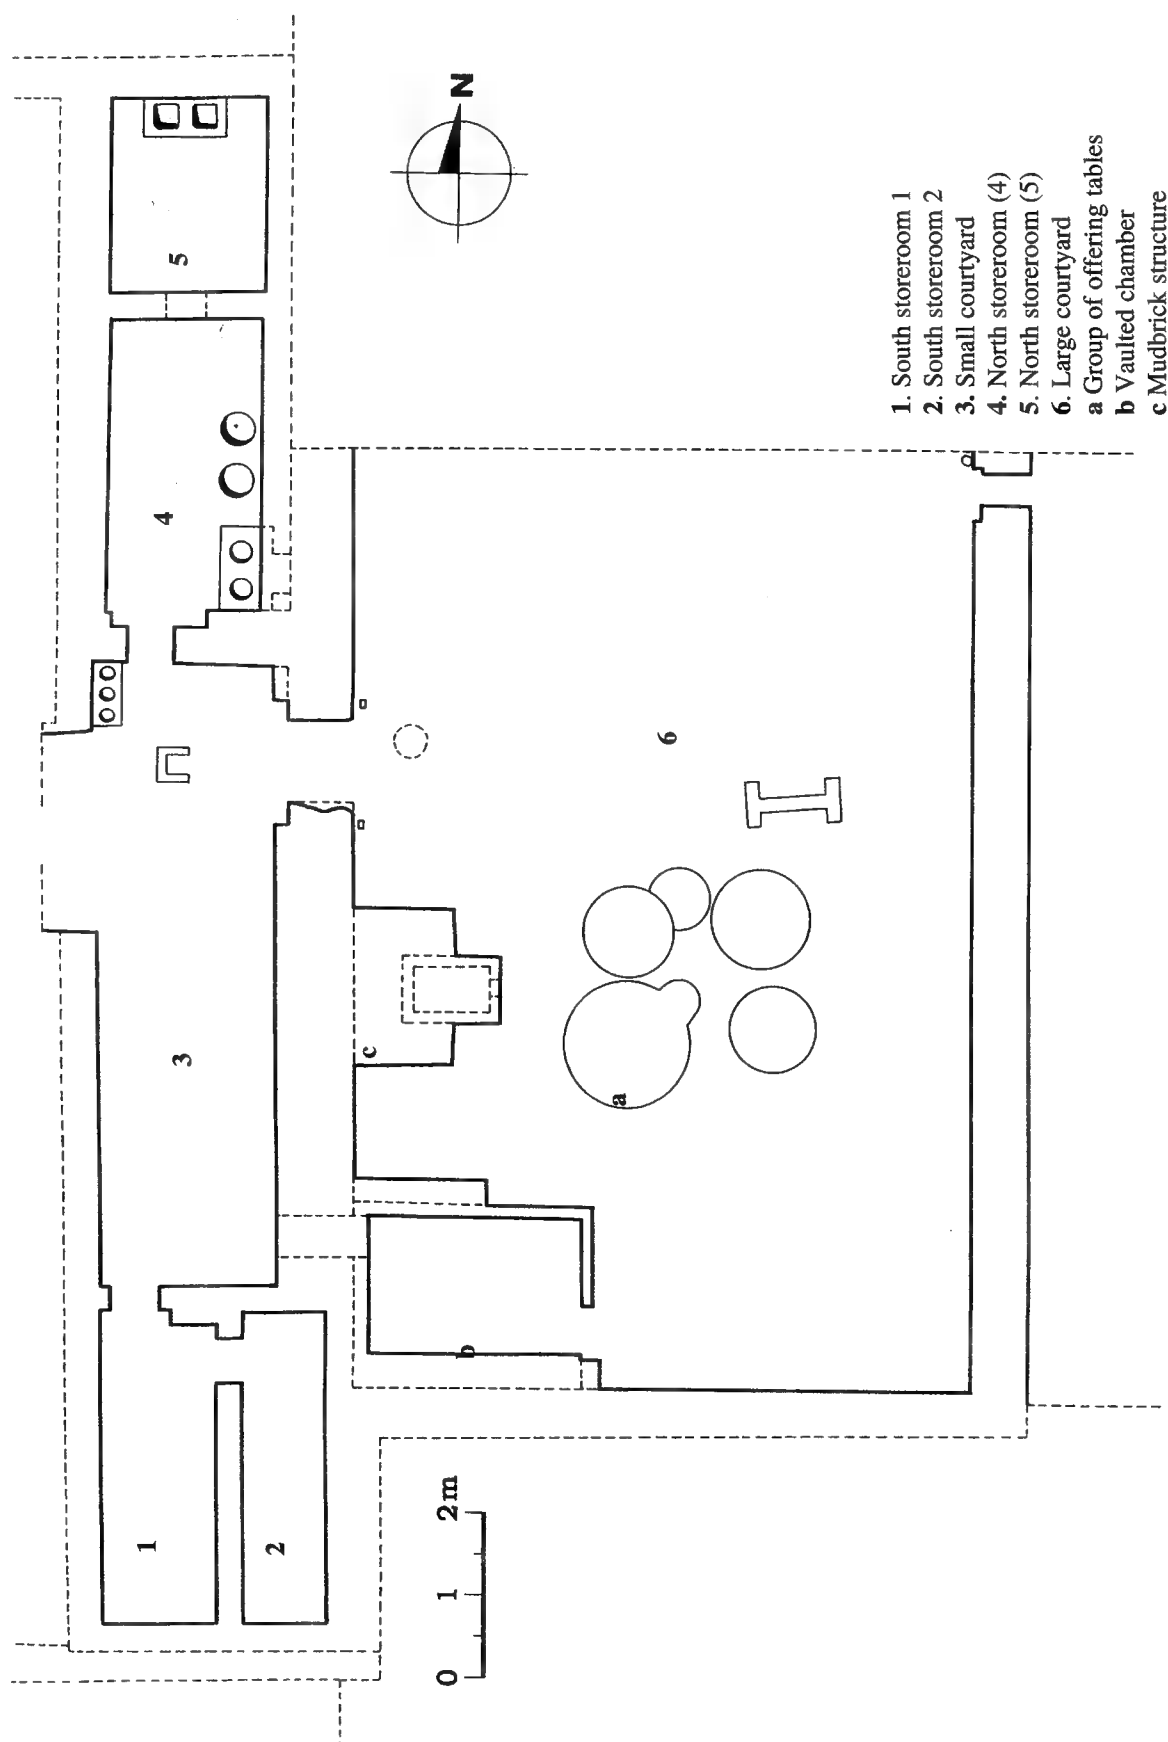 N
5
4
6
3
c
a
b
1
2
0 1 2m
1. South storeroom 1
2. South storeroom 2
3. Small courtyard
4. North storeroom (4)
5. North storeroom (5)
6. Large courtyard
a Group of offering tables
b Vaulted chamber
c Mudbrick structure